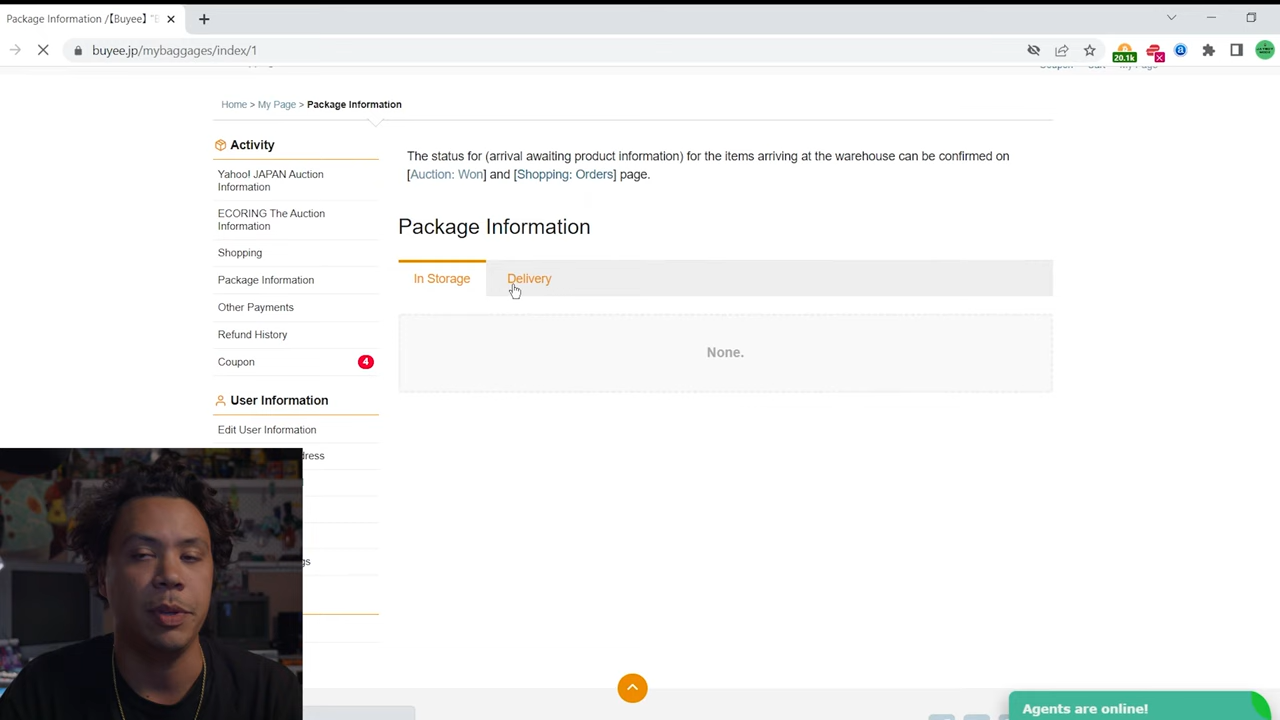 Package Information /【Buyee】 "B
buyee.jp/mybaggages/index/1
20.1k
Home > My Page > Package Information
Activity
Yahoo! JAPAN Auction
Information
ECORING The Auction
Information
Shopping
Package Information
Other Payments
Refund History
Coupon 4
User Information
Edit User Information
dress
gs
The status for (arrival awaiting product information) for the items arriving at the warehouse can be confirmed on
[Auction: Won] and [Shopping: Orders] page.
Package Information
In Storage Delivery
None.
Agents are online!